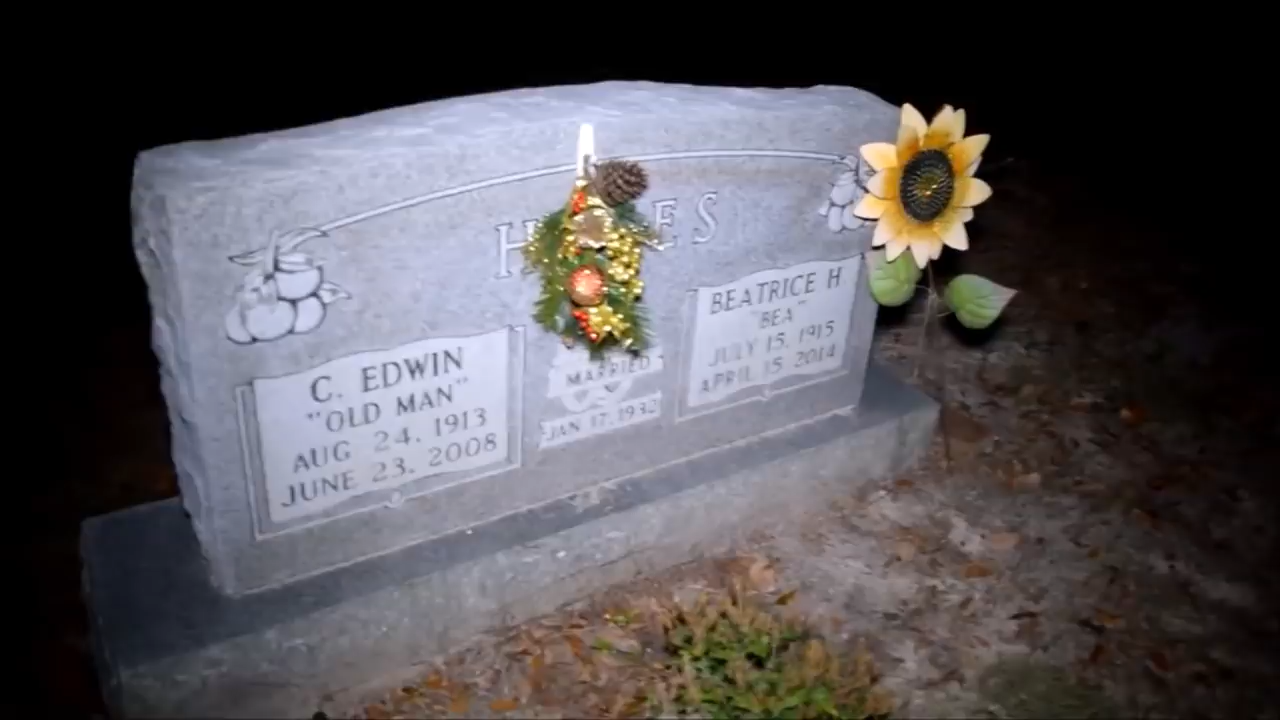 C. EDWIN
"OLD MAN"
AUG 24, 1913
JUNE 23, 2008
MARRIED
JAN 17, 1932
BEATRICE H
"BEA"
JULY 15, 1915
APRIL 15 2014